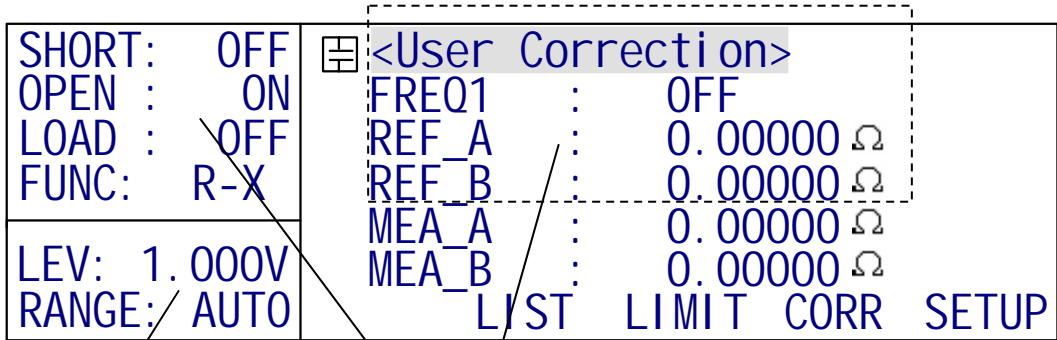 SHORT: OFF
OPEN : ON
LOAD : OFF
FUNC: R-X
LEV: 1.000V
RANGE: AUTO
<User Correction>
FREQ1 : OFF
REF_A : 0.00000 Ω
REF_B : 0.00000 Ω
MEA_A : 0.00000 Ω
MEA_B : 0.00000 Ω
LIST LIMIT CORR SETUP